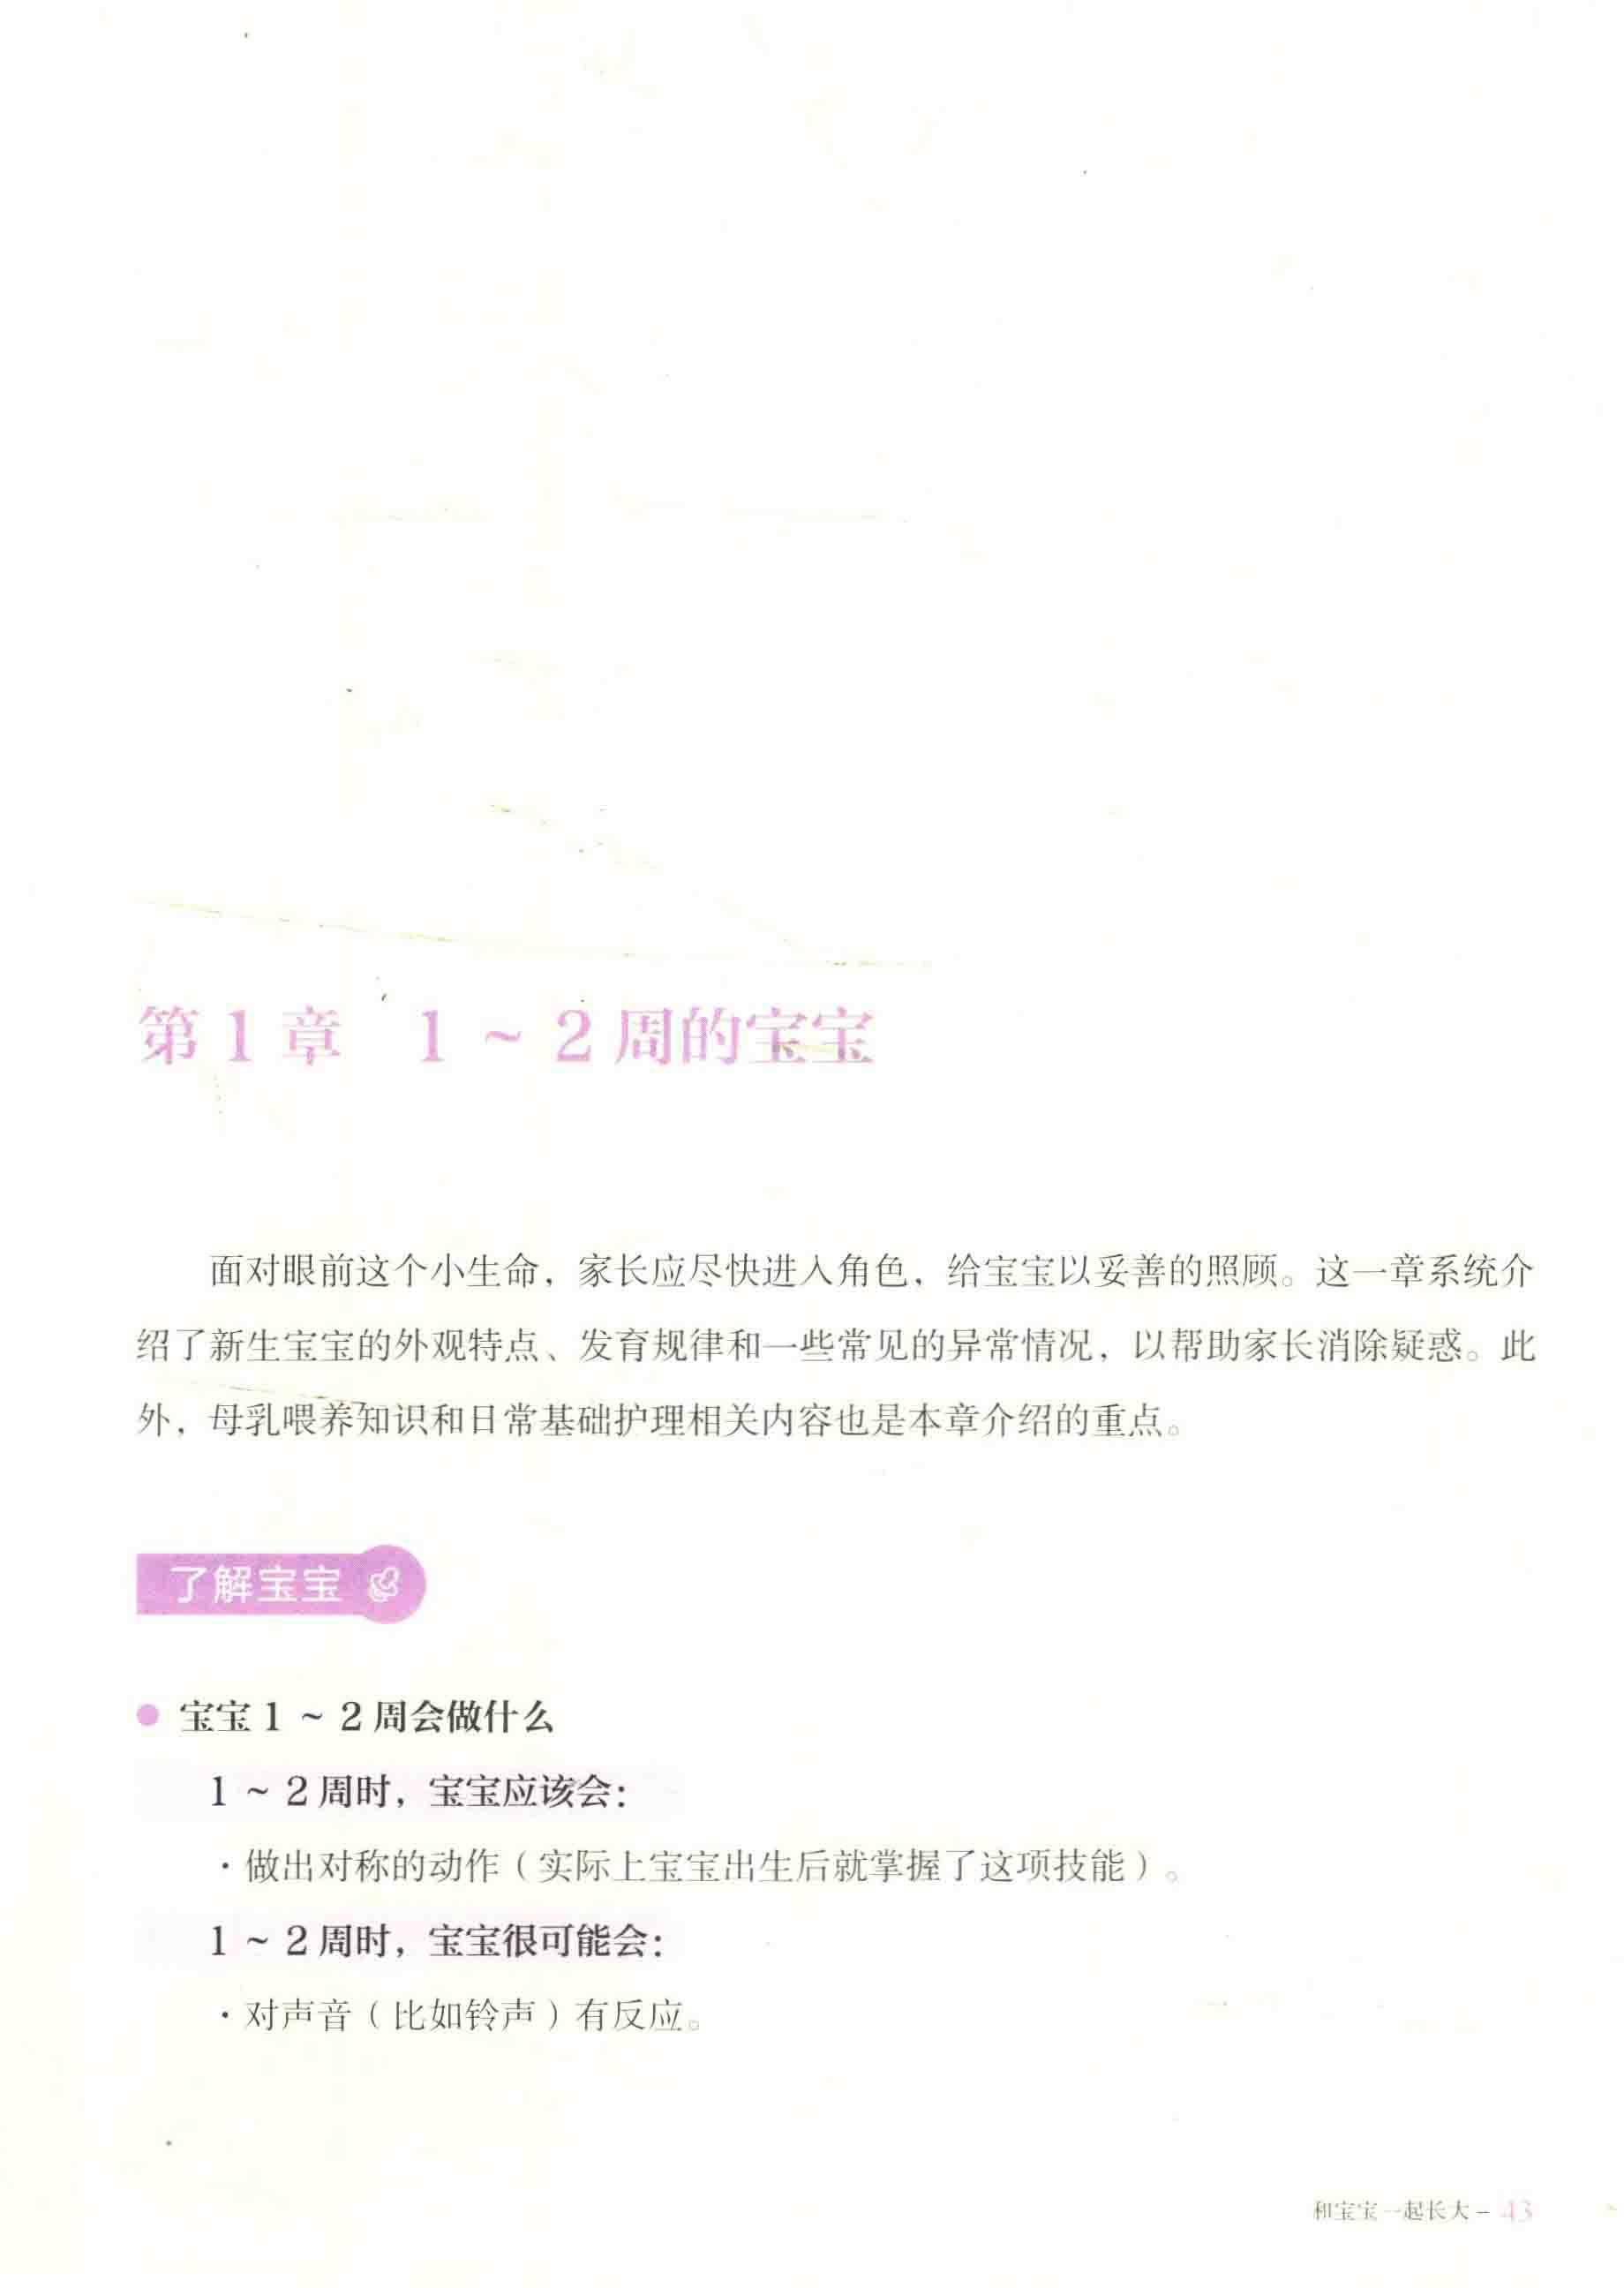 第1章 1～2周的宝宝
面对眼前这个小生命，家长应尽快进入角色，给宝宝以妥善的照顾。这一章系统介
绍了新生宝宝的外观特点、发育规律和一些常见的异常情况，以帮助家长消除疑惑。此
外，母乳喂养知识和日常基础护理相关内容也是本章介绍的重点。
了解宝宝
宝宝1～2周会做什么
1～2周时，宝宝应该会：
·做出对称的动作（实际上宝宝出生后就掌握了这项技能）。
1～2周时，宝宝很可能会：
·对声音（比如铃声）有反应。
和宝宝一起长大－43